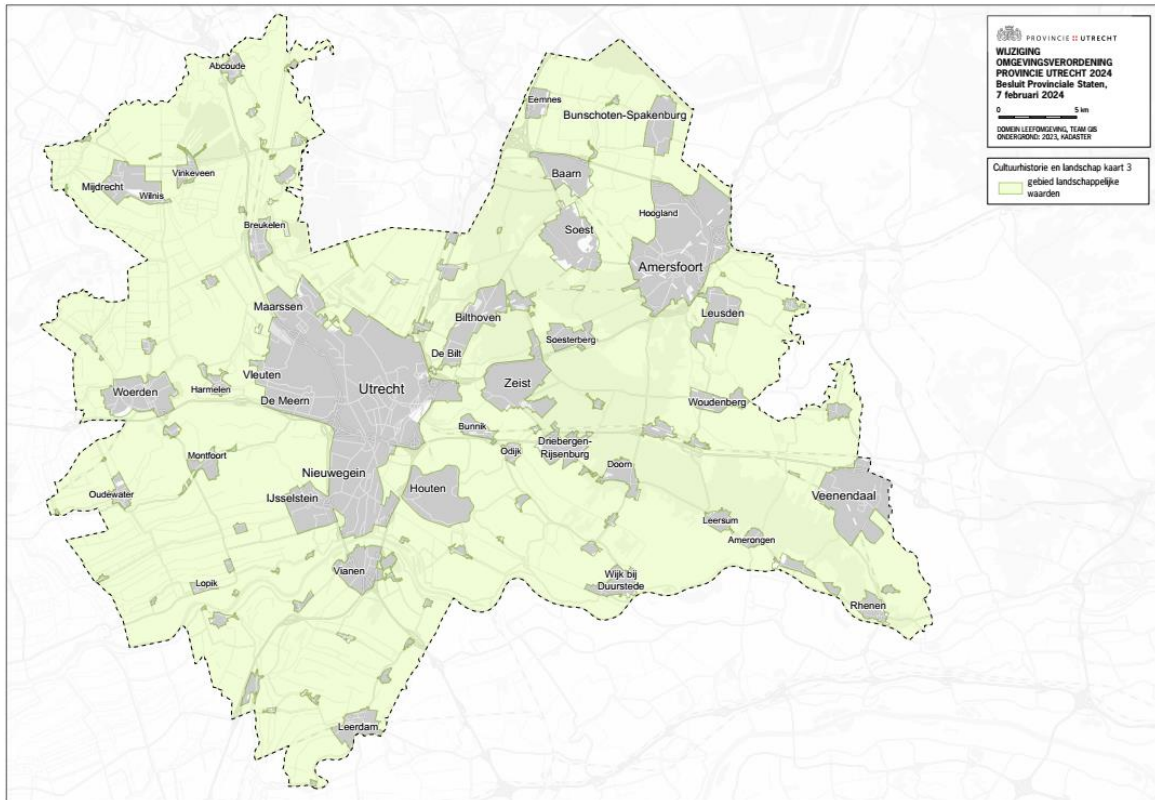 PROVINCIE UTRECHT
WIJZIGING
OMGEVINGSVERORDENING
PROVINCIE UTRECHT 2024
Besluit Provinciale Staten,
7 februari 2024
0 5 km
DOMEIN LEEFOMGEVING, TEAM GIS
ONDERGROND: 2023, KADASTER
Cultuurhistorie en landschap kaart 3
gebied landschappelijke
waarden
Abcoude
Eemnes
Bunschoten-Spakenburg
Vinkeveen
Baarn
Mijdrecht
Wilnis
Hoogland
Breukelen
Soest
Amersfoort
Maarssen
Leusden
Bilthoven
Soesterberg
De Bilt
Vleuten
Zeist
Utrecht
Harmelen
Woerden
De Meern
Woudenberg
Bunnik
Driebergen-
Rijsenburg
Odijk
Montfoort
Doorn
Nieuwegein
Houten
Oudewater
IJsselstein
Veenendaal
Leersum
Amerongen
Vianen
Wijk bij
Duurstede
Lopik
Rhenen
Leerdam